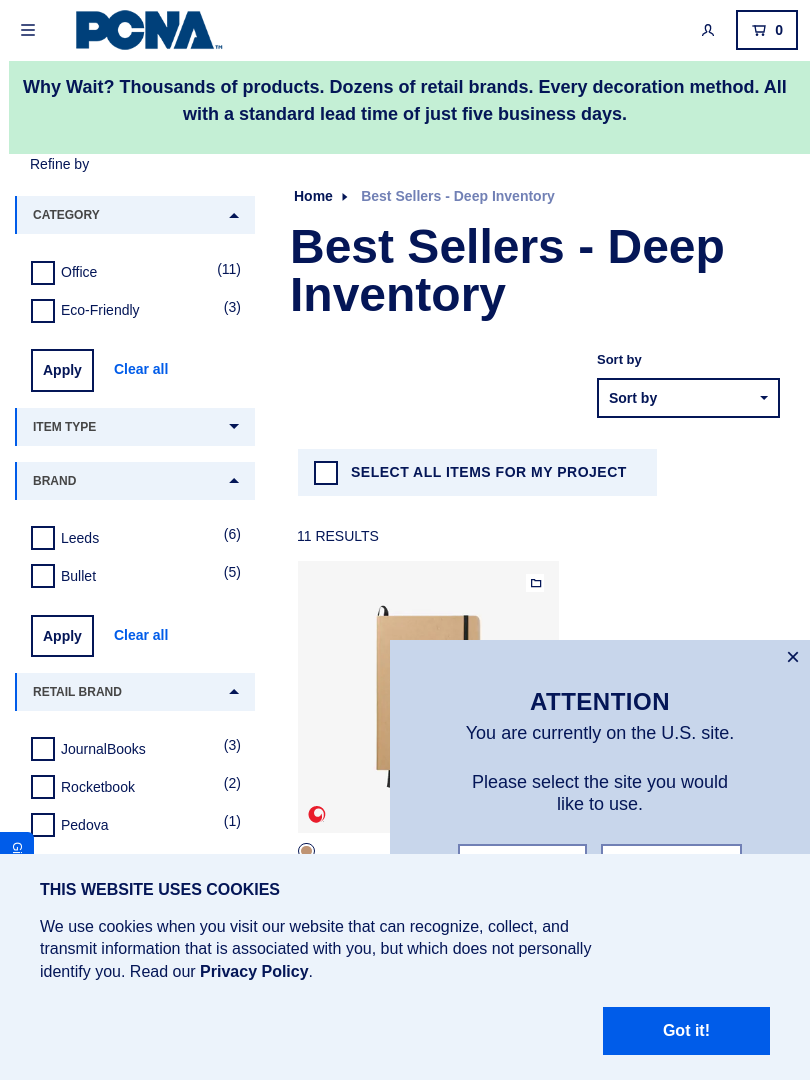 PCNA™
0
Why Wait? Thousands of products. Dozens of retail brands. Every decoration method. All
with a standard lead time of just five business days.
Refine by
CATEGORY
Office (11)
Eco-Friendly (3)
Apply Clear all
ITEM TYPE
BRAND
Leeds (6)
Bullet (5)
Apply Clear all
RETAIL BRAND
JournalBooks (3)
Rocketbook (2)
Pedova (1)
Home Best Sellers - Deep Inventory
Best Sellers - Deep
Inventory
Sort by
Sort by
SELECT ALL ITEMS FOR MY PROJECT
11 RESULTS
×
ATTENTION
You are currently on the U.S. site.
Please select the site you would
like to use.
THIS WEBSITE USES COOKIES
We use cookies when you visit our website that can recognize, collect, and
transmit information that is associated with you, but which does not personally
identify you. Read our Privacy Policy.
Got it!